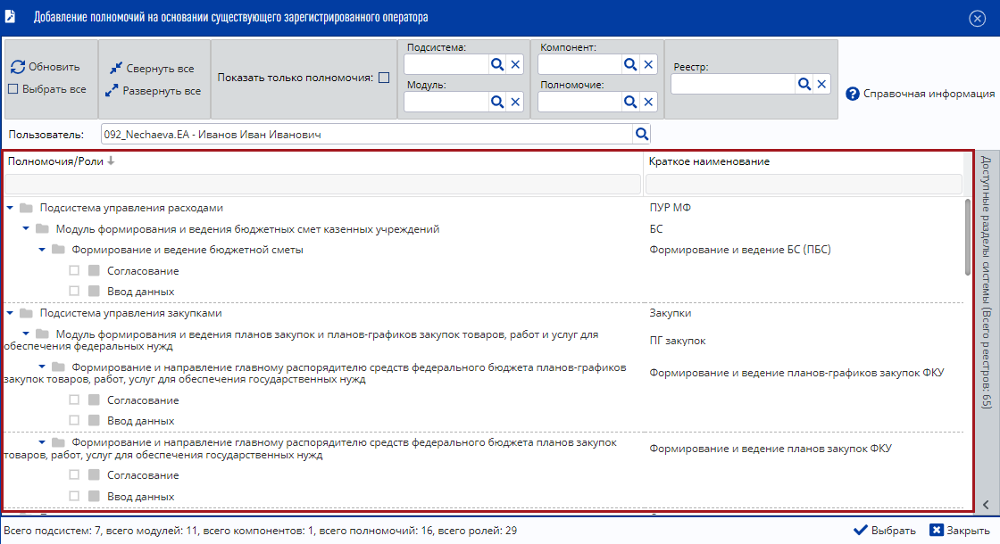 Добавление полномочий на основании существующего зарегистрированного оператора
Обновить
Выбрать все
Свернуть все
Развернуть все
Показать только полномочия:
Подсистема:
Модуль:
Компонент:
Полномочие:
Реестр:
Справочная информация
Пользователь:
092_Nechaeva.EA - Иванов Иван Иванович
Полномочия/Роли
Краткое наименование
Подсистема управления расходами
ПУР МФ
Модуль формирования и ведения бюджетных смет казенных учреждений
БС
Формирование и ведение бюджетной сметы
Формирование и ведение БС (ПБС)
Согласование
Ввод данных
Подсистема управления закупками
Закупки
Модуль формирования и ведения планов закупок и планов-графиков закупок товаров, работ и услуг для
обеспечения федеральных нужд
ПГ закупок
Формирование и направление главному распорядителю средств федерального бюджета планов-графиков
закупок товаров, работ, услуг для обеспечения государственных нужд
Формирование и ведение планов-графиков закупок ФКУ
Согласование
Ввод данных
Формирование и направление главному распорядителю средств федерального бюджета планов закупок
товаров, работ, услуг для обеспечения государственных нужд
Формирование и ведение планов закупок ФКУ
Согласование
Ввод данных
Доступные разделы системы (Всего реестров: 65)
Всего подсистем: 7, всего модулей: 11, всего компонентов: 1, всего полномочий: 16, всего ролей: 29
Выбрать
Закрыть